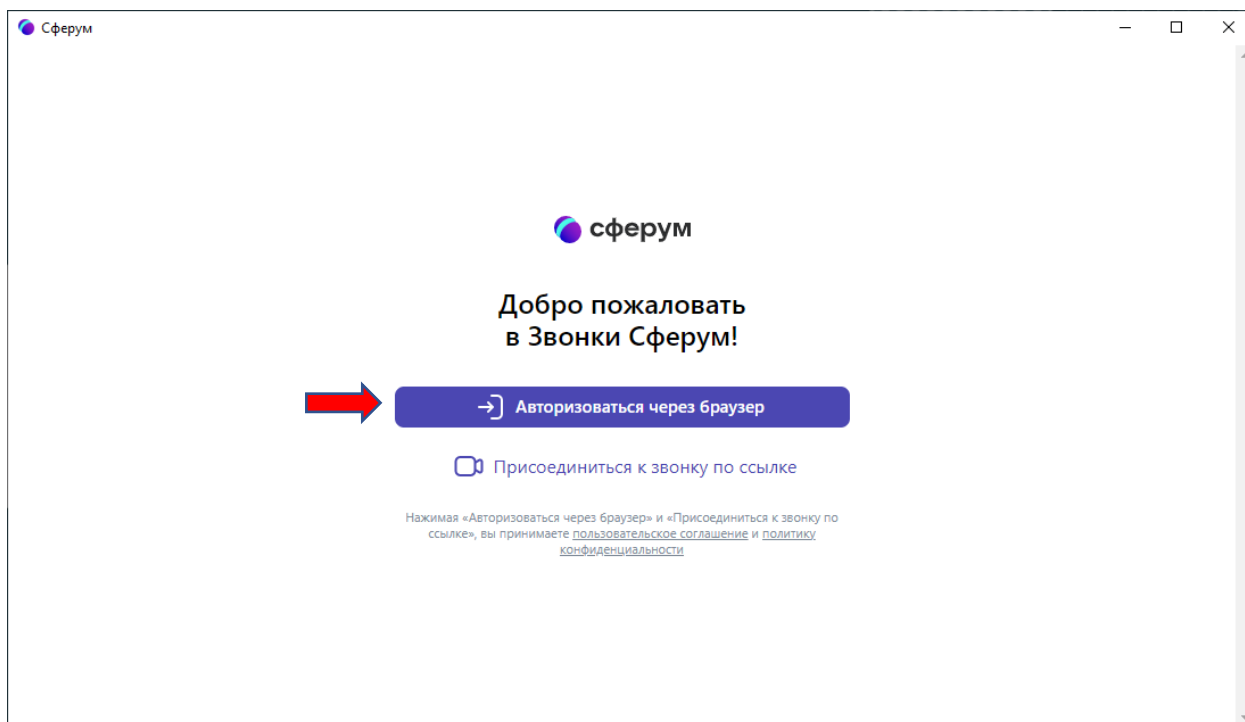 Сферум
сферум
Добро пожаловать
в Звонки Сферум!
Авторизоваться через браузер
Присоединиться к звонку по ссылке
Нажимая «Авторизоваться через браузер» и «Присоединиться к звонку по
ссылке», вы принимаете пользовательское соглашение и политику
конфиденциальности